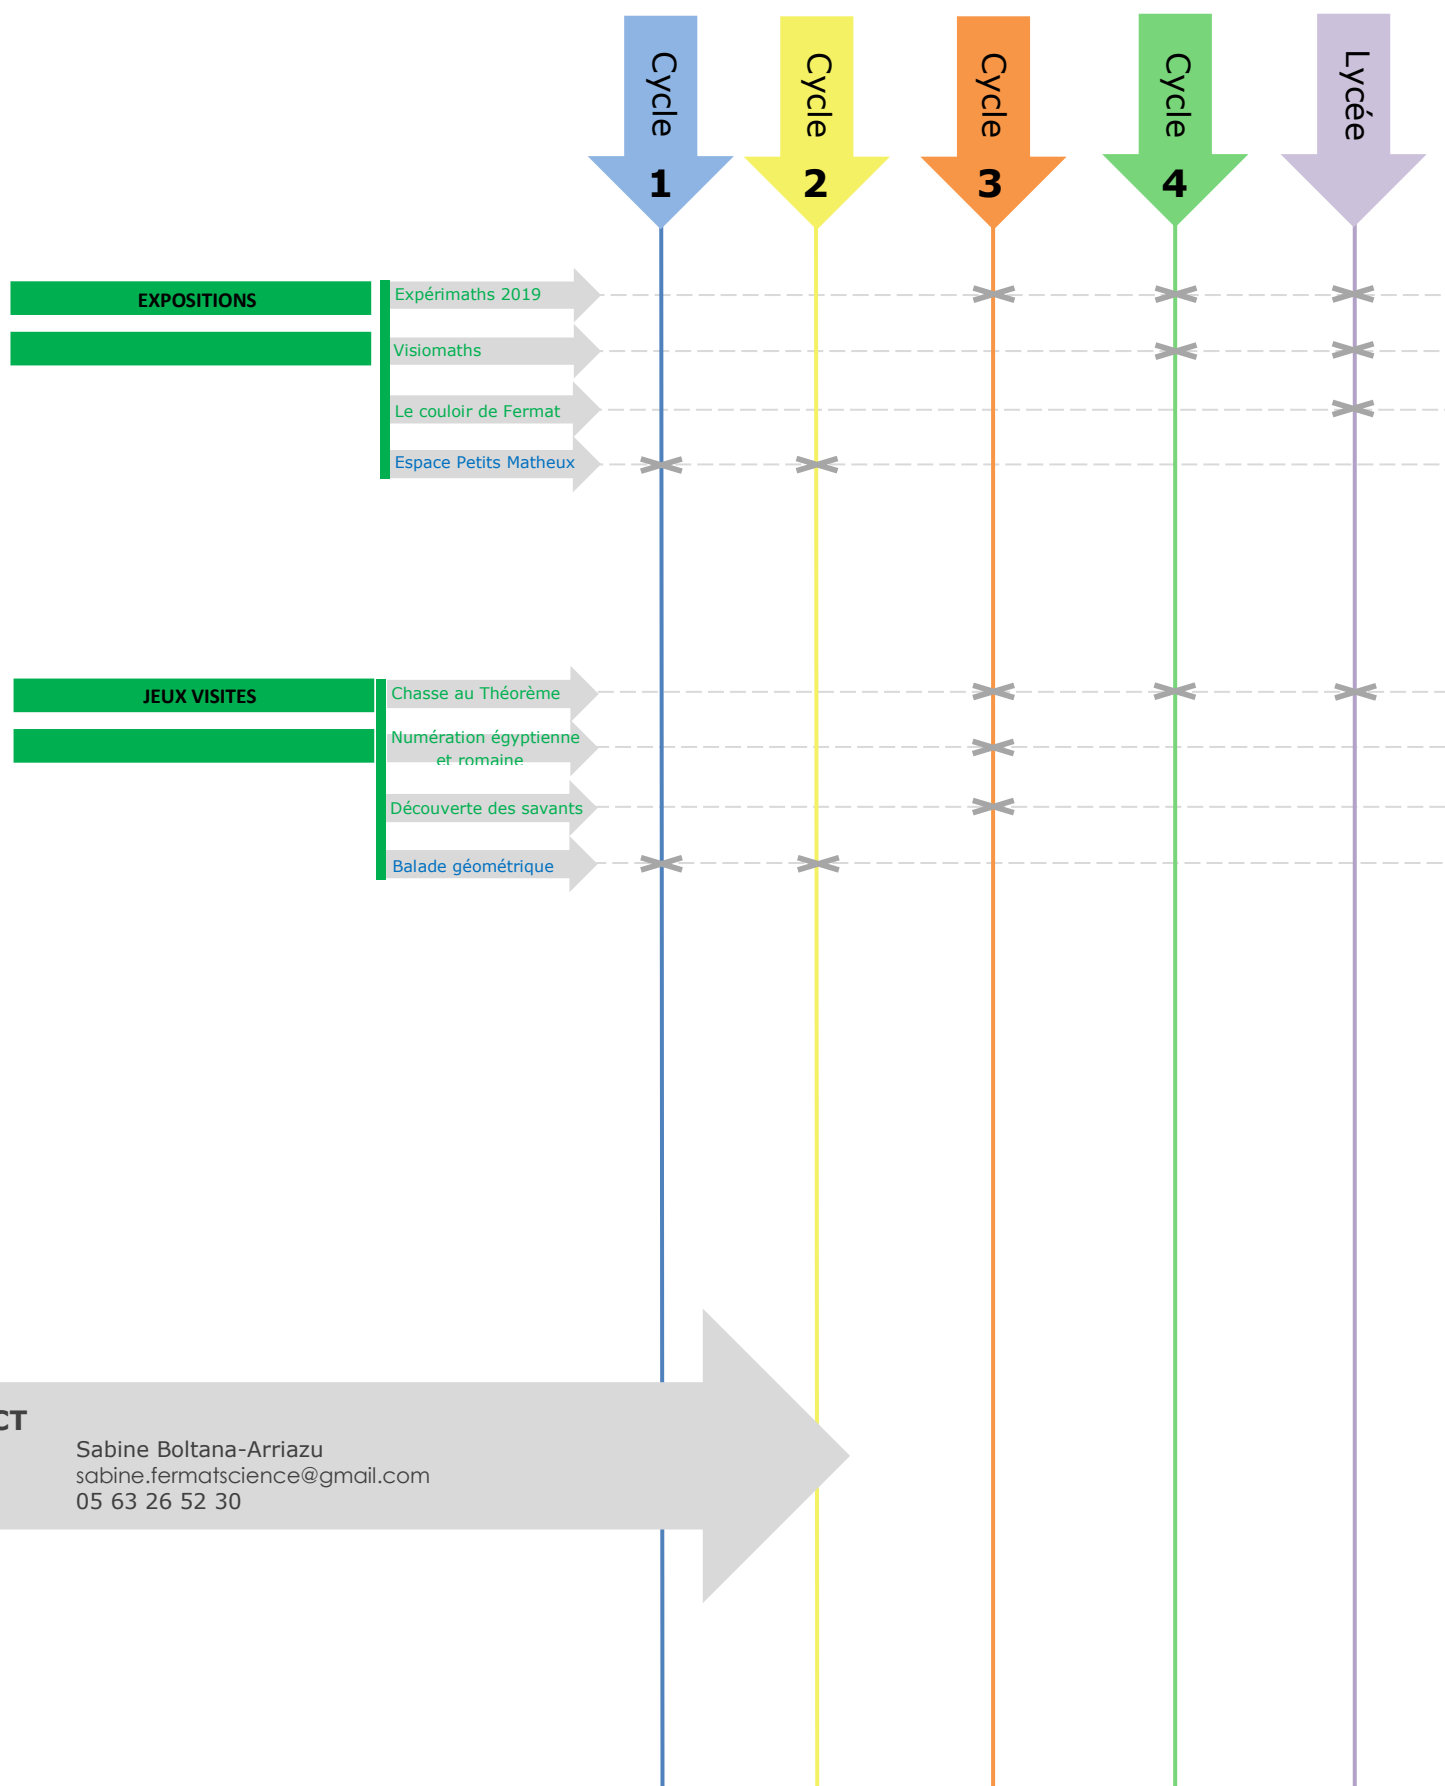 Cycle
1
Cycle
2
Cycle
3
Cycle
4
Lycée
EXPOSITIONS
Expérimaths 2019
Visiomaths
Le couloir de Fermat
Espace Petits Matheux
JEUX VISITES
Chasse au Théorème
Numération égyptienne
et romaine
Découverte des savants
Balade géométrique
CT
Sabine Boltana-Arriazu
sabine.fermatscience@gmail.com
05 63 26 52 30